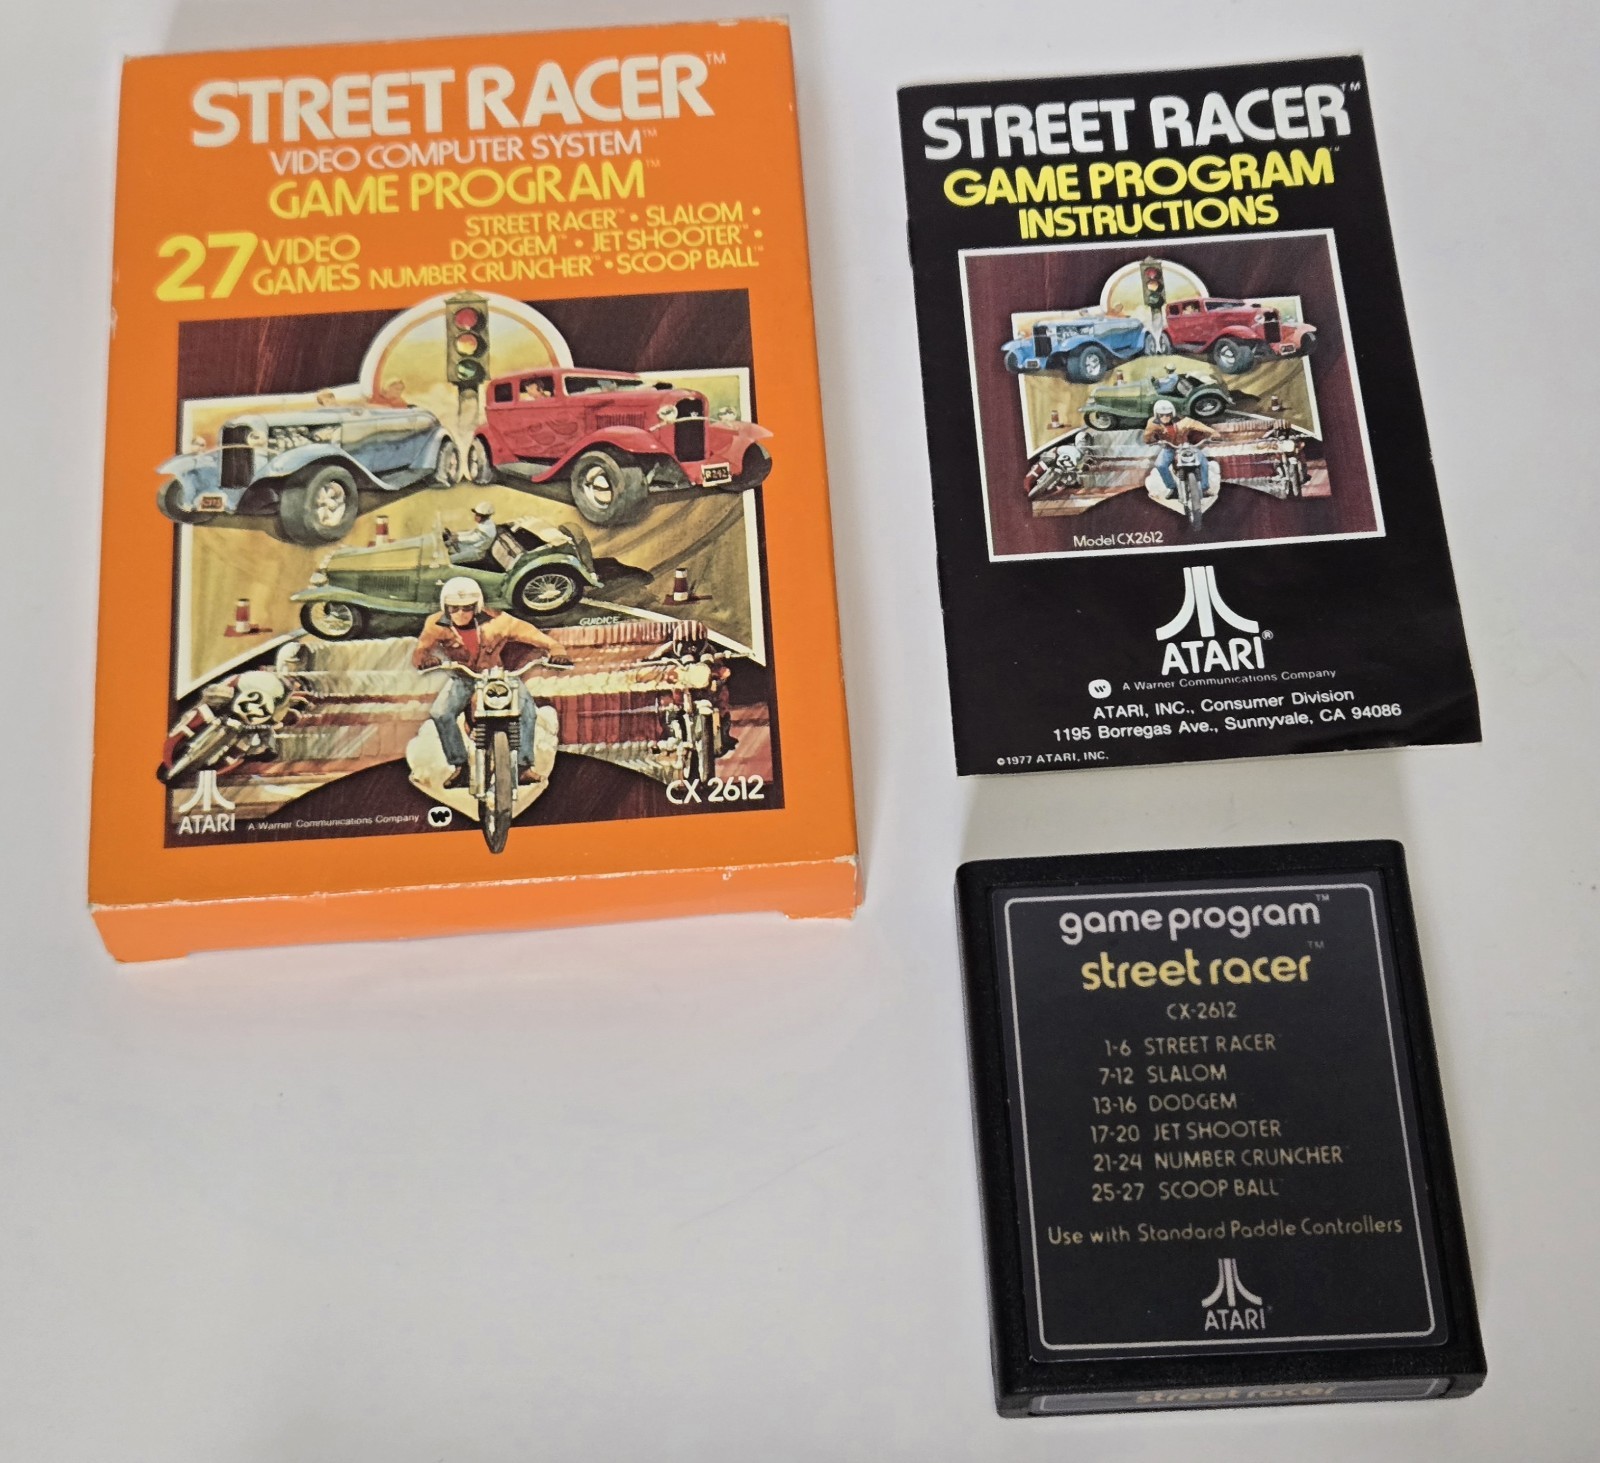 STREET RACER™
VIDEO COMPUTER SYSTEM™
GAME PROGRAM™
27 VIDEO GAMES
STREET RACER™ • SLALOM •
DODGEM™ • JET SHOOTER™ •
NUMBER CRUNCHER™ • SCOOP BALL™
R242
GUIDICE
2
CX 2612
ATARI
A Warner Communications Company
STREET RACER™
GAME PROGRAM™
INSTRUCTIONS
Model CX2612
ATARI®
A Warner Communications Company
ATARI, INC., Consumer Division
1195 Borregas Ave., Sunnyvale, CA 94086
©1977 ATARI, INC.
game program™
street racer™
CX-2612
1-6 STREET RACER™
7-12 SLALOM
13-16 DODGEM™
17-20 JET SHOOTER™
21-24 NUMBER CRUNCHER™
25-27 SCOOP BALL™
Use with Standard Paddle Controllers
ATARI®
street racer